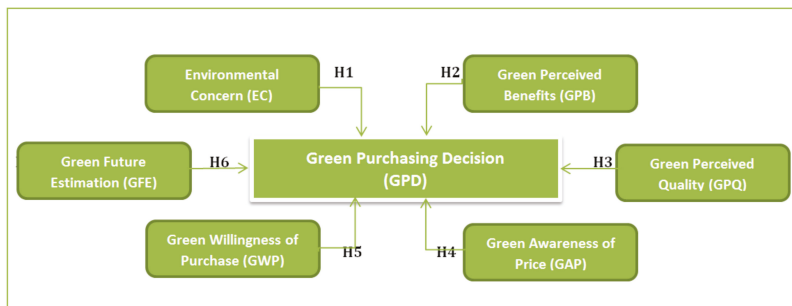 Environmental
Concern (EC)
H1
H2
Green Perceived
Benefits (GPB)
Green Future
Estimation (GFE)
H6
Green Purchasing Decision
(GPD)
H3
Green Perceived
Quality (GPQ)
Green Willingness of
Purchase (GWP)
H5
H4
Green Awareness of
Price (GAP)